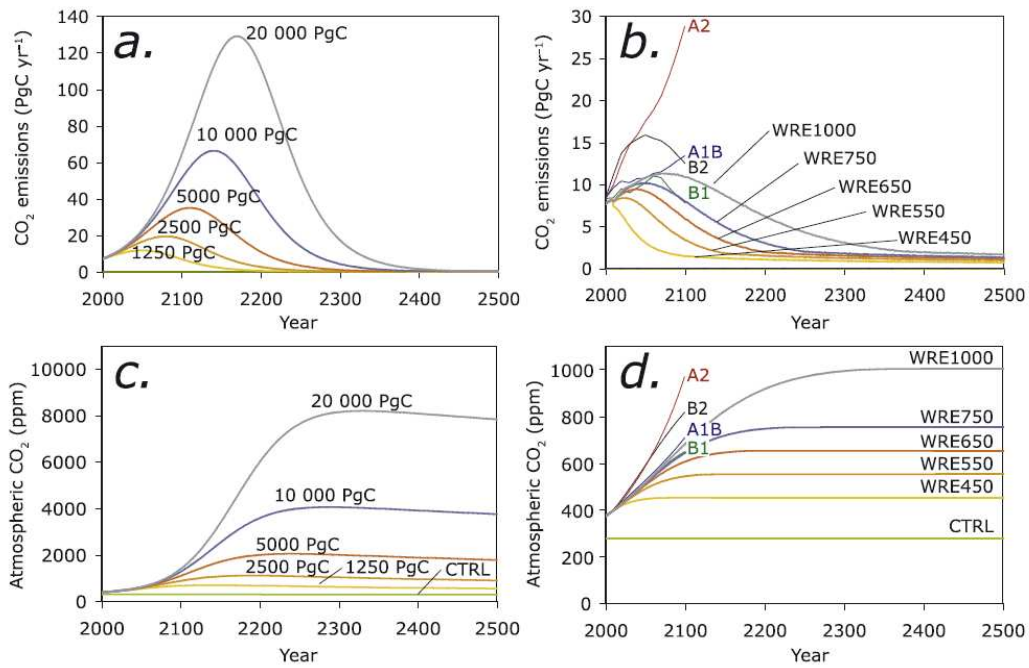 a.
CO₂ emissions (PgC yr⁻¹)
140
120
100
80
60
40
20
0
20 000 PgC
10 000 PgC
5000 PgC
2500 PgC
1250 PgC
2000 2100 2200 2300 2400 2500
Year
b.
CO₂ emissions (PgC yr⁻¹)
30
25
20
15
10
5
0
A2
WRE1000
A1B
B2
WRE750
B1
WRE650
WRE550
WRE450
2000 2100 2200 2300 2400 2500
Year
c.
Atmospheric CO₂ (ppm)
10000
8000
6000
4000
2000
0
20 000 PgC
10 000 PgC
5000 PgC
2500 PgC
1250 PgC
CTRL
2000 2100 2200 2300 2400 2500
Year
d.
Atmospheric CO₂ (ppm)
1000
800
600
400
200
0
WRE1000
A2
B2
A1B
B1
WRE750
WRE650
WRE550
WRE450
CTRL
2000 2100 2200 2300 2400 2500
Year